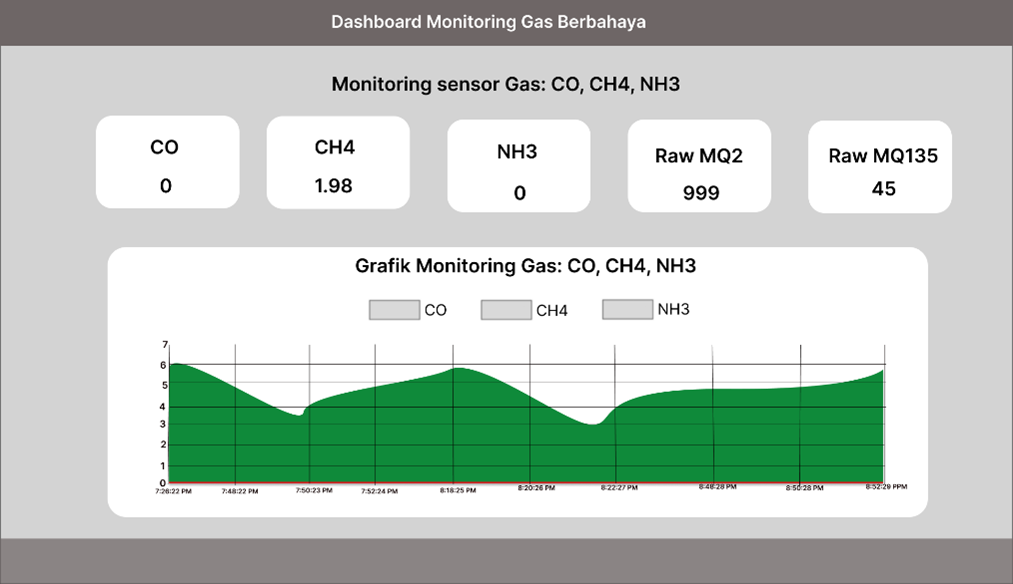 Dashboard Monitoring Gas Berbahaya
Monitoring sensor Gas: CO, CH4, NH3
CO
0
CH4
1.98
NH3
0
Raw MQ2
999
Raw MQ135
45
Grafik Monitoring Gas: CO, CH4, NH3
CO CH4 NH3
7
6
5
4
3
2
1
0
7:26:22 PM 7:48:22 PM 7:50:23 PM 7:52:24 PM 8:18:25 PM 8:20:26 PM 8:22:27 PM 8:48:28 PM 8:50:28 PM 8:52:29 PPM